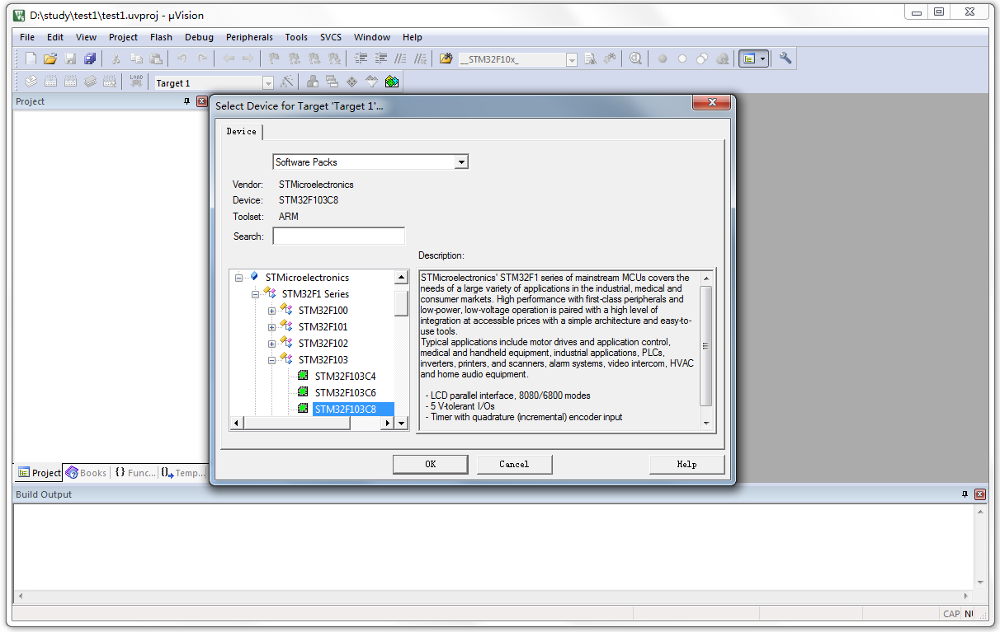 D:\study\test1\test1.uvproj - µVision
File Edit View Project Flash Debug Peripherals Tools SVCS Window Help
__STM32F10x_
LOAD
Target 1
Project
Select Device for Target 'Target 1'...
Device
Software Packs
Vendor: STMicroelectronics
Device: STM32F103C8
Toolset: ARM
Search:
STMicroelectronics
STM32F1 Series
STM32F100
STM32F101
STM32F102
STM32F103
STM32F103C4
STM32F103C6
STM32F103C8
Description:
STMicroelectronics' STM32F1 series of mainstream MCUs covers the
needs of a large variety of applications in the industrial, medical and
consumer markets. High performance with first-class peripherals and
low-power, low-voltage operation is paired with a high level of
integration at accessible prices with a simple architecture and easy-to-
use tools.
Typical applications include motor drives and application control,
medical and handheld equipment, industrial applications, PLCs,
inverters, printers, and scanners, alarm systems, video intercom, HVAC
and home audio equipment.
- LCD parallel interface, 8080/6800 modes
- 5 V-tolerant I/Os
- Timer with quadrature (incremental) encoder input
OK Cancel Help
Project Books {} Func... 0 Temp...
Build Output
CAP NU